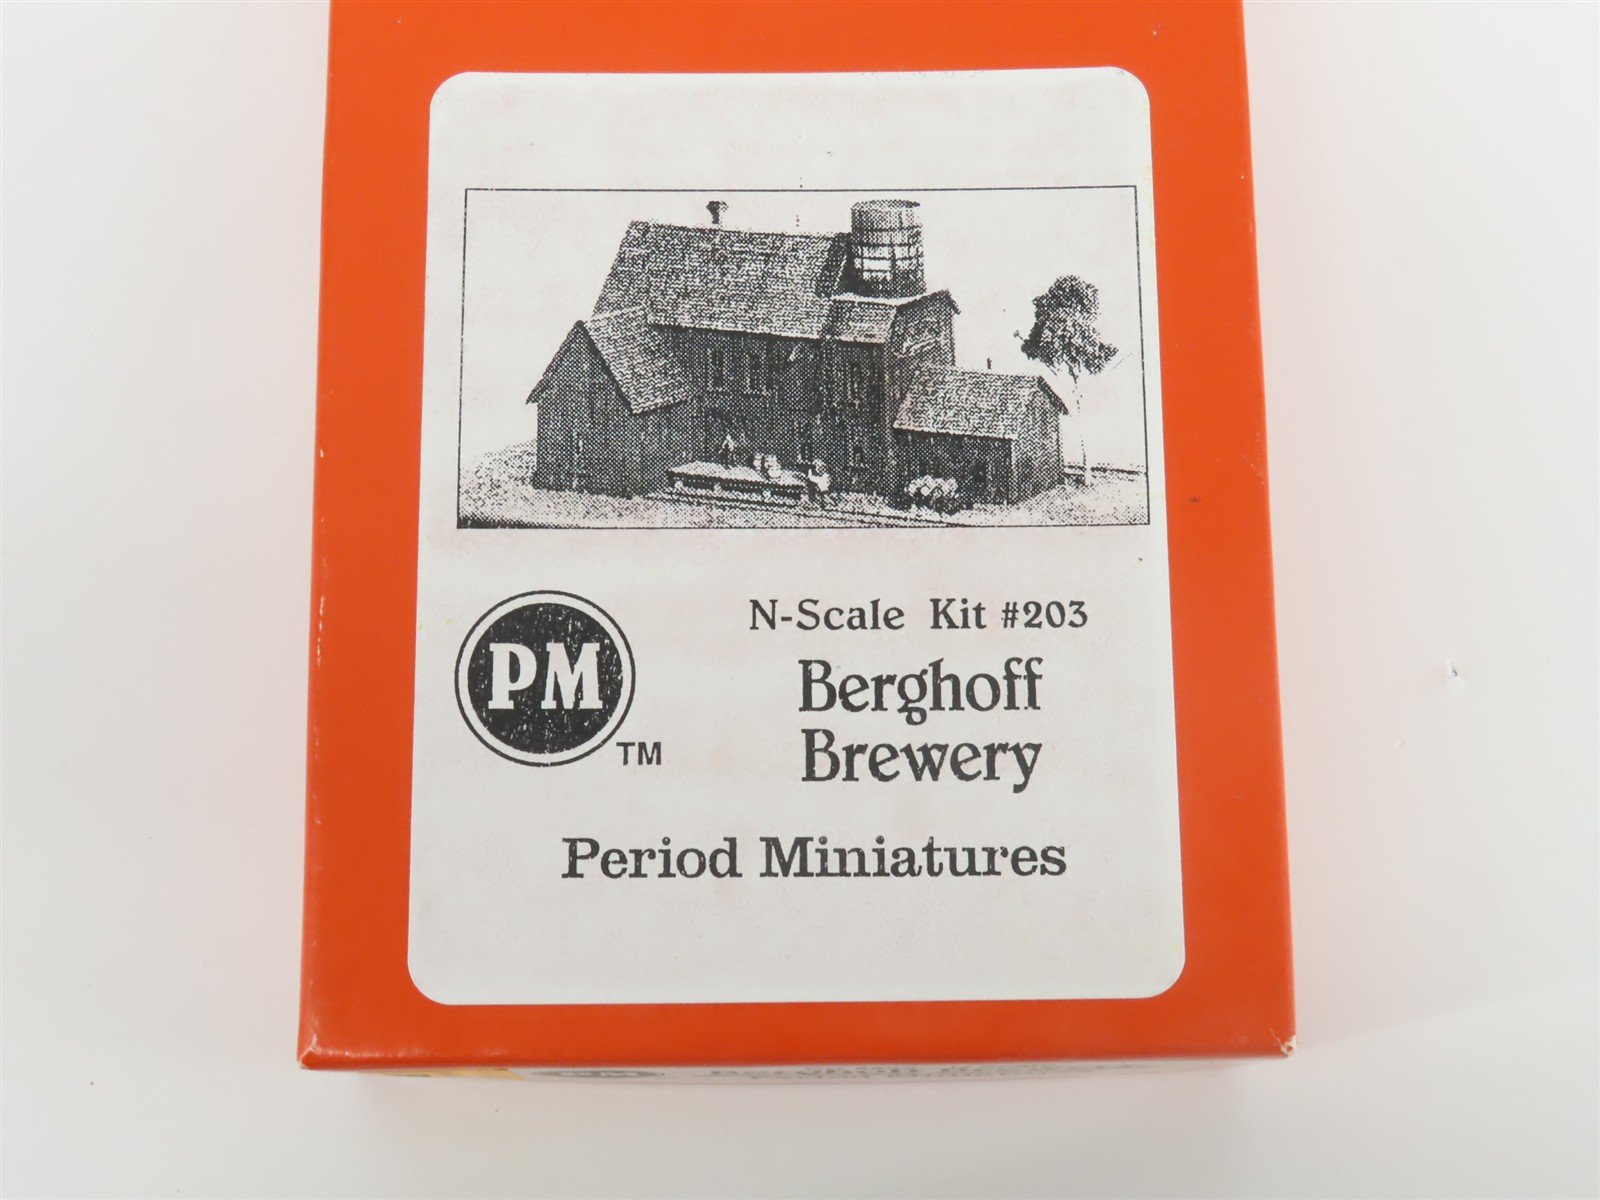 N-Scale Kit #203
PM
TM
Berghoff
Brewery
Period Miniatures